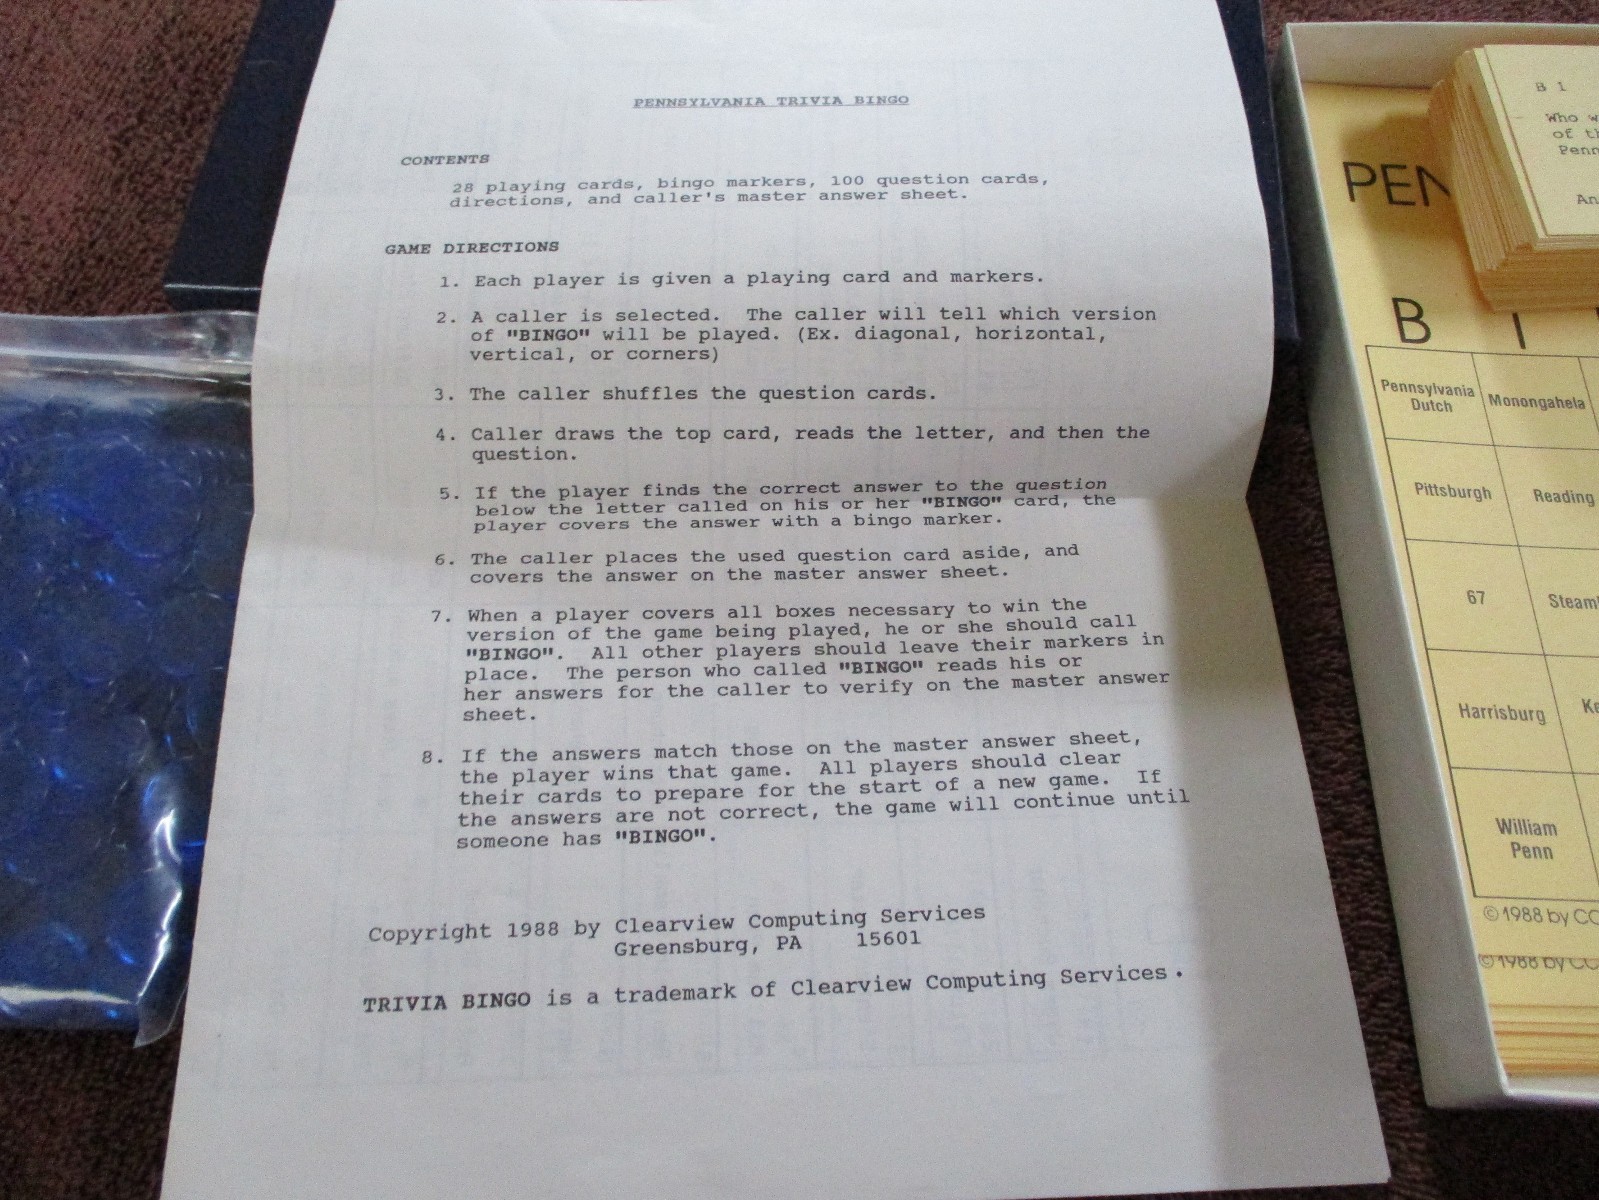 PENNSYLVANIA TRIVIA BINGO
CONTENTS
28 playing cards, bingo markers, 100 question cards,
directions, and caller's master answer sheet.
GAME DIRECTIONS
1. Each player is given a playing card and markers.
2. A caller is selected. The caller will tell which version
of "BINGO" will be played. (Ex. diagonal, horizontal,
vertical, or corners)
3. The caller shuffles the question cards.
4. Caller draws the top card, reads the letter, and then the
question.
5. If the player finds the correct answer to the question
below the letter called on his or her "BINGO" card, the
player covers the answer with a bingo marker.
6. The caller places the used question card aside, and
covers the answer on the master answer sheet.
7. When a player covers all boxes necessary to win the
version of the game being played, he or she should call
"BINGO". All other players should leave their markers in
place. The person who called "BINGO" reads his or
her answers for the caller to verify on the master answer
sheet.
8. If the answers match those on the master answer sheet,
the player wins that game. All players should clear
their cards to prepare for the start of a new game. If
the answers are not correct, the game will continue until
someone has "BINGO".
Copyright 1988 by Clearview Computing Services
Greensburg, PA 15601
TRIVIA BINGO is a trademark of Clearview Computing Services.
B 1
Who
of
PEN
B I
Pennsylvania Dutch
Monongahela
Pittsburgh Reading
67 Steam
Harrisburg
William
Penn
© 1988 by
© 1988 by